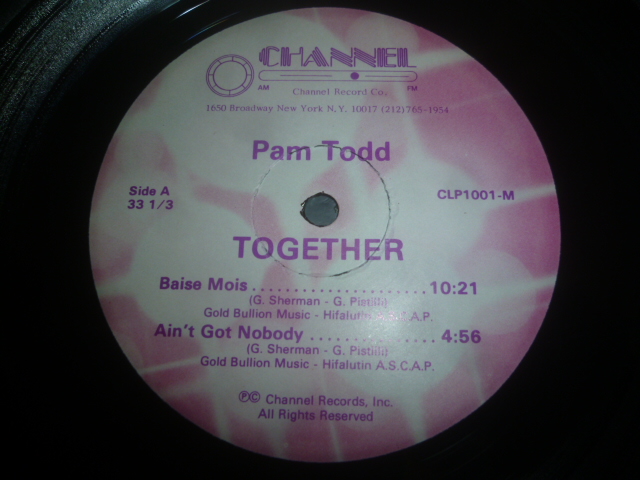 CHANNEL
AM FM
Channel Record Co.
1650 Broadway New York N.Y. 10017 (212) 765-1954
Pam Todd
Side A
33 1/3
CLP1001-M
TOGETHER
Baise Mois ...................... 10:21
(G. Sherman - G. Pistilli)
Gold Bullion Music - Hifalutin A.S.C.A.P.
Ain't Got Nobody ............. 4:56
(G. Sherman - G. Pistilli)
Gold Bullion Music - Hifalutin A.S.C.A.P.
℗© Channel Records, Inc.
All Rights Reserved